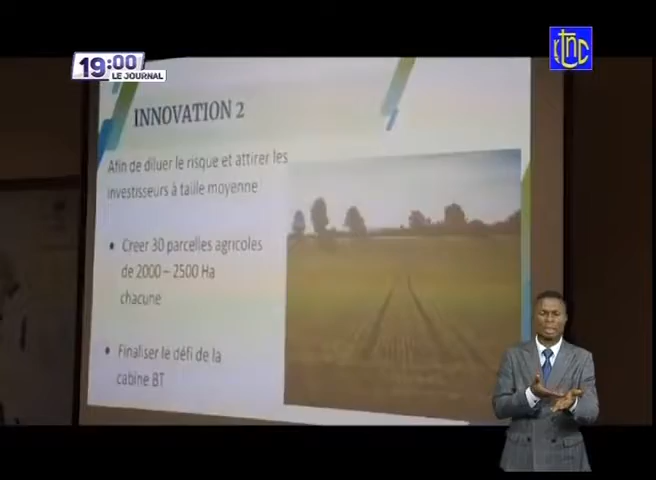 19:00
LE JOURNAL
RTNC
INNOVATION 2
Afin de diluer le risque et attirer les
investisseurs à taille moyenne
• Creer 30 parcelles agricoles
de 2000 – 2500 Ha
chacune
• Finaliser le défi de la
cabine BT